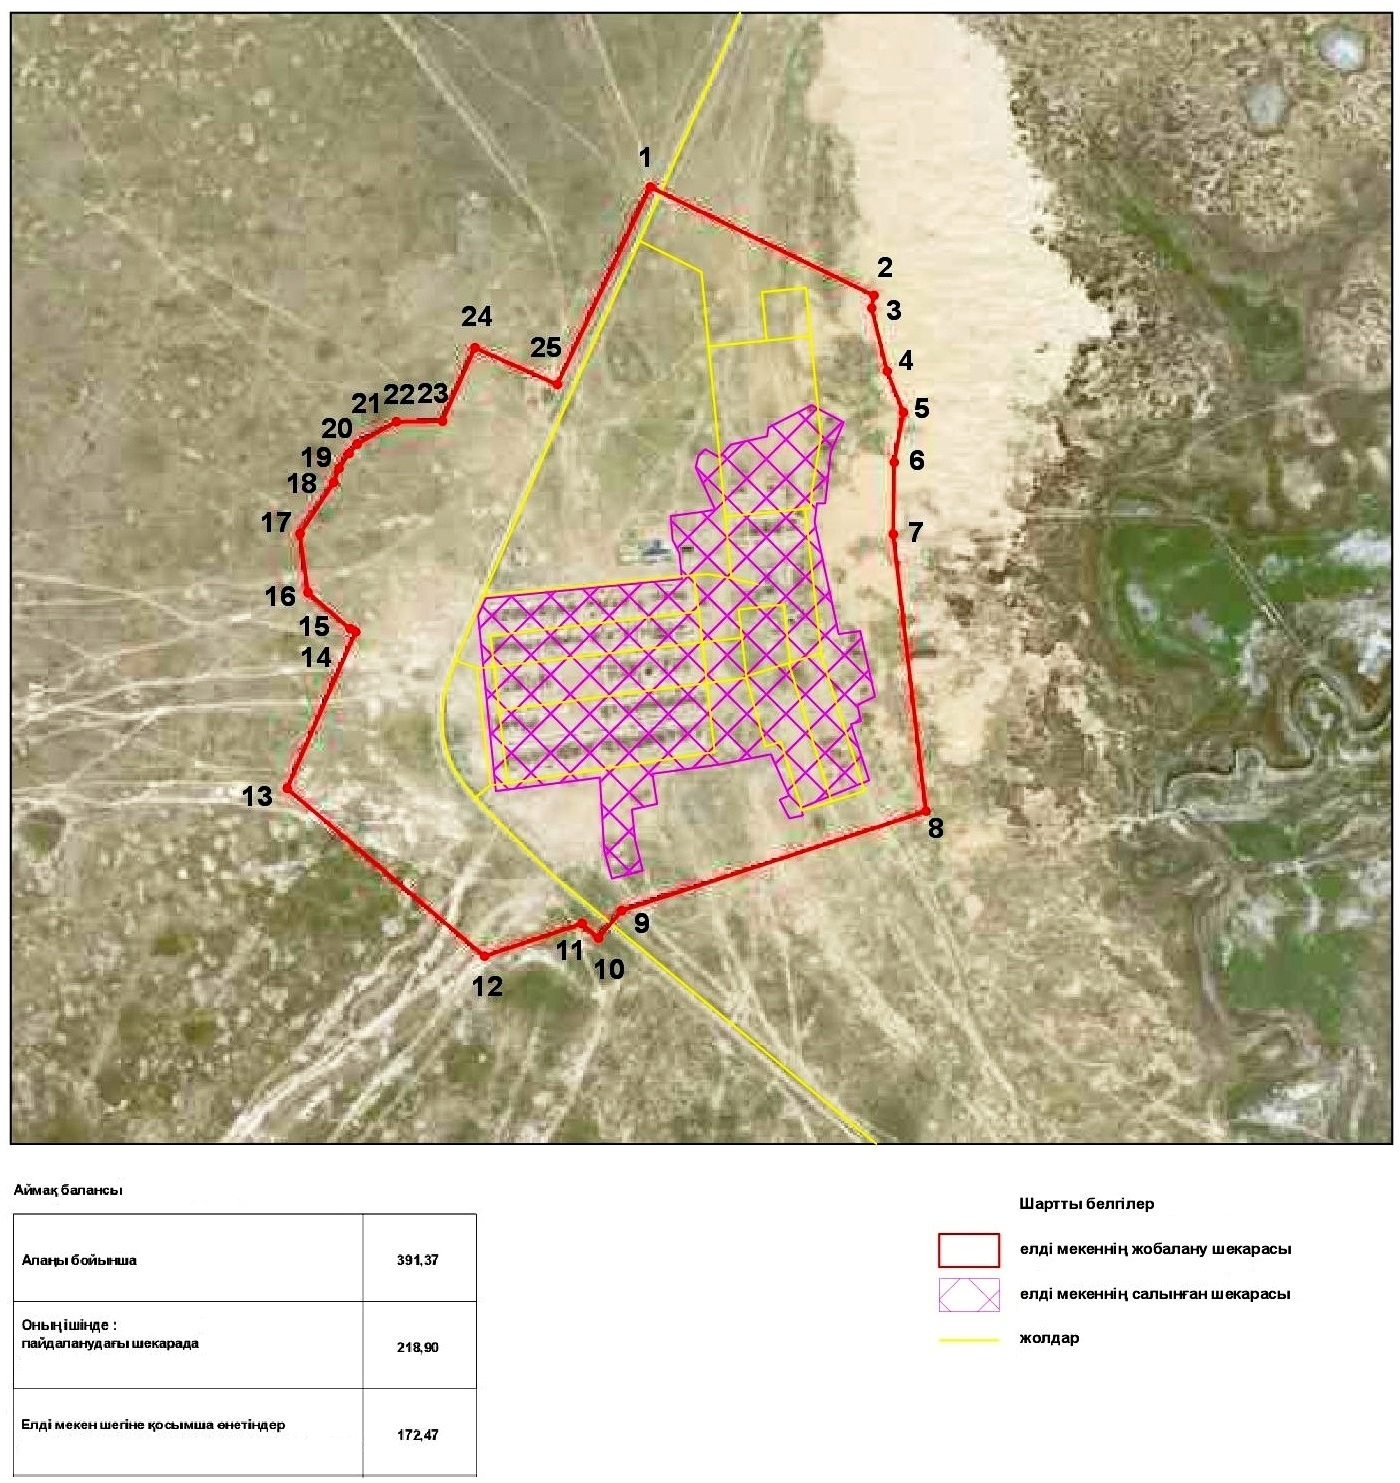 1
2
3
4
5
6
7
8
9
10
11
12
13
14
15
16
17
18
19
20
21
22
23
24
25
Аймақ балансы
Алаңы бойынша 391,37
Оның ішінде :
пайдаланудағы шекарада 218,90
Елді мекен шегіне қосымша енетіндер 172,47
Шартты белгілер
елді мекеннің жобалану шекарасы
елді мекеннің салынған шекарасы
жолдар